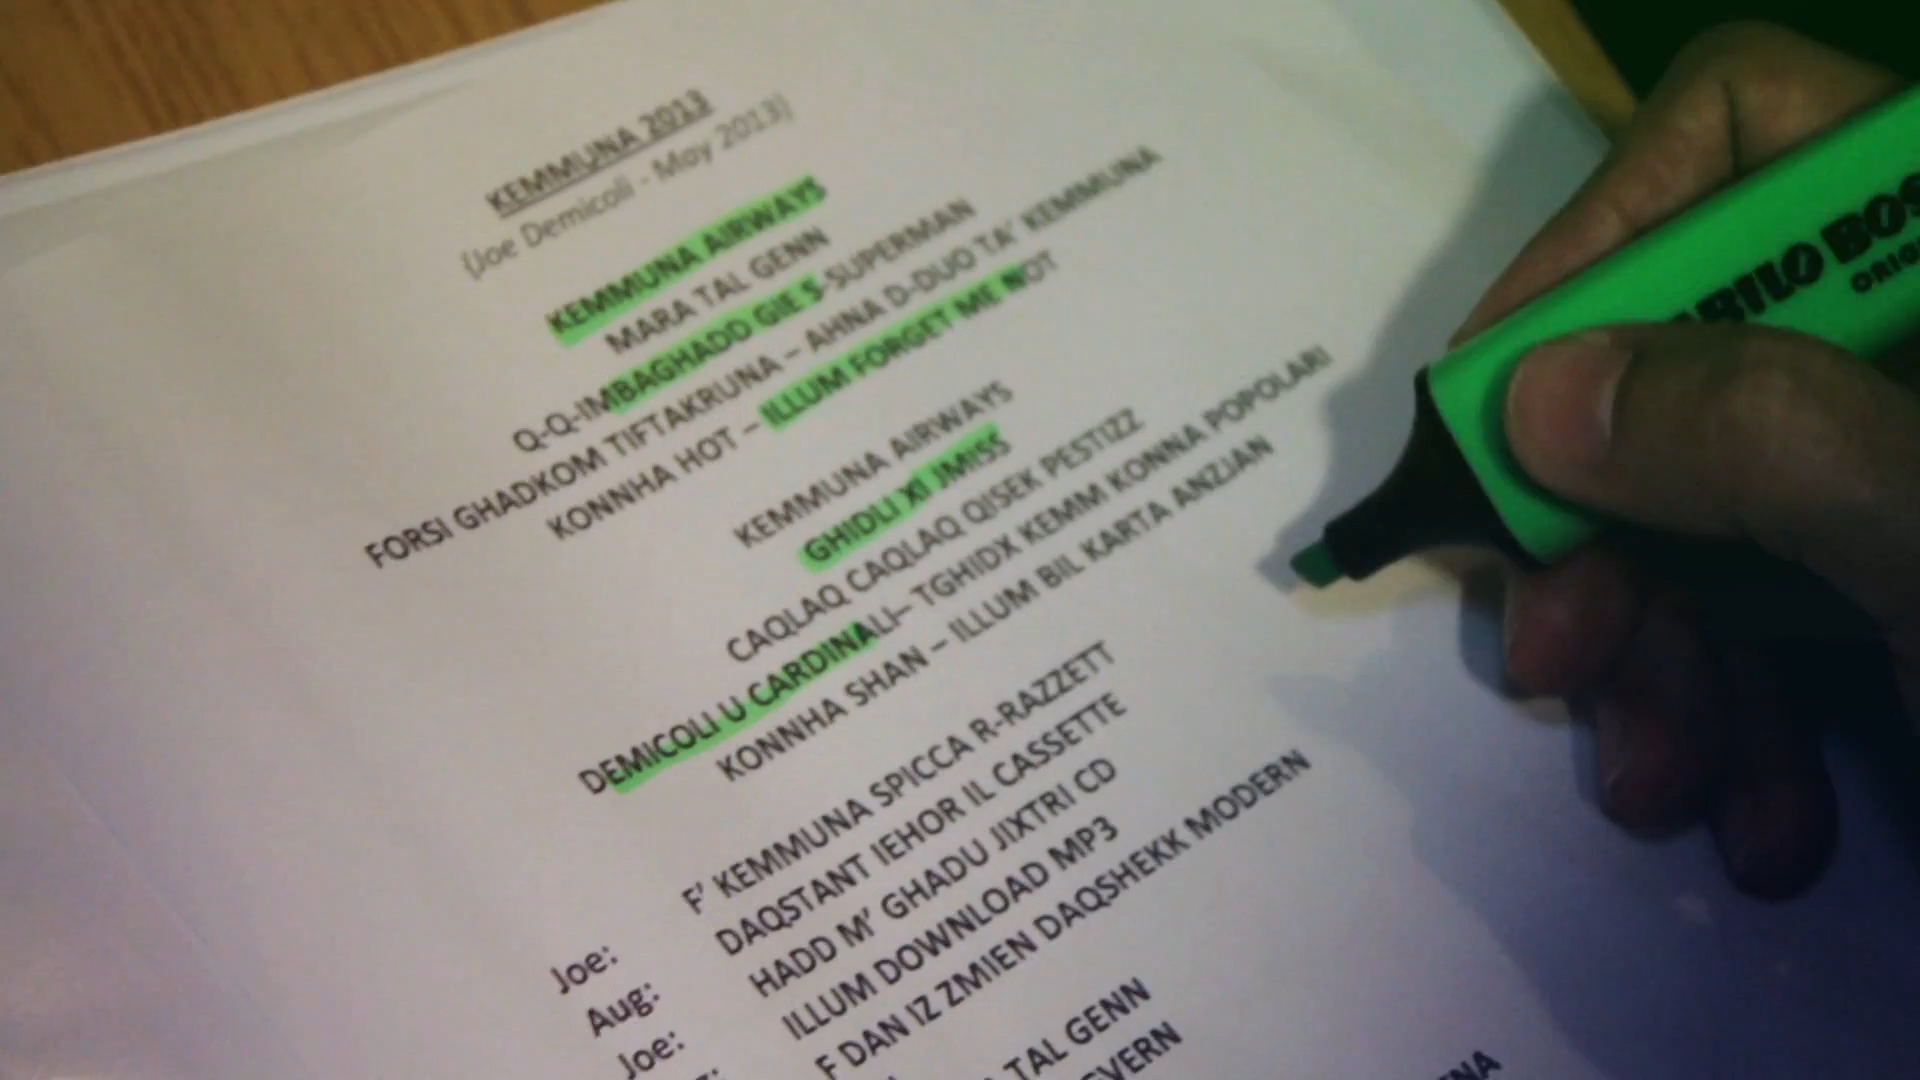 KEMMUNA 2013
(Joe Demicoli - May 2013)
KEMMUNA AIRWAYS
MARA TAL GENN
Q-Q-IMBAGHADD GIE S-SUPERMAN
FORSI GHADKOM TIFTAKRUNA – AHNA D-DUO TA' KEMMUNA
KONNHA HOT – ILLUM FORGET ME NOT
KEMMUNA AIRWAYS
GHIDLI XI JMISS
CAQLAQ CAQLAQ QISEK PESTIZZ
DEMICOLI U CARDINALI– TGHIDX KEMM KONNA POPOLARI
KONNHA SHAN – ILLUM BIL KARTA ANZJAN
Joe: F' KEMMUNA SPICCA R-RAZZETT
Aug: DAQSTANT IEHOR IL CASSETTE
Joe: HADD M' GHADU JIXTRI CD
ILLUM DOWNLOAD MP3
F DAN IZ ZMIEN DAQSHEKK MODERN
TAL GENN
STABILO BOSS